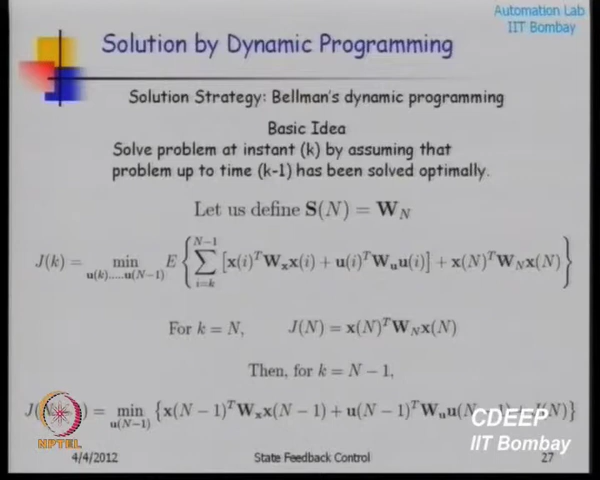 Automation Lab
IIT Bombay
Solution by Dynamic Programming
Solution Strategy: Bellman's dynamic programming
Basic Idea
Solve problem at instant (k) by assuming that
problem up to time (k-1) has been solved optimally.
Let us define S(N) = W_N
J(k) = min_{u(k).....u(N−1)} E { ∑_{i=k}^{N−1} [x(i)^T W_x x(i) + u(i)^T W_u u(i)] + x(N)^T W_N x(N) }
For k = N, J(N) = x(N)^T W_N x(N)
Then, for k = N − 1,
= min_{u(N−1)} {x(N − 1)^T W_x x(N − 1) + u(N − 1)^T W_u u(N
NPTEL
CDEEP
IIT Bombay
4/4/2012 State Feedback Control 27